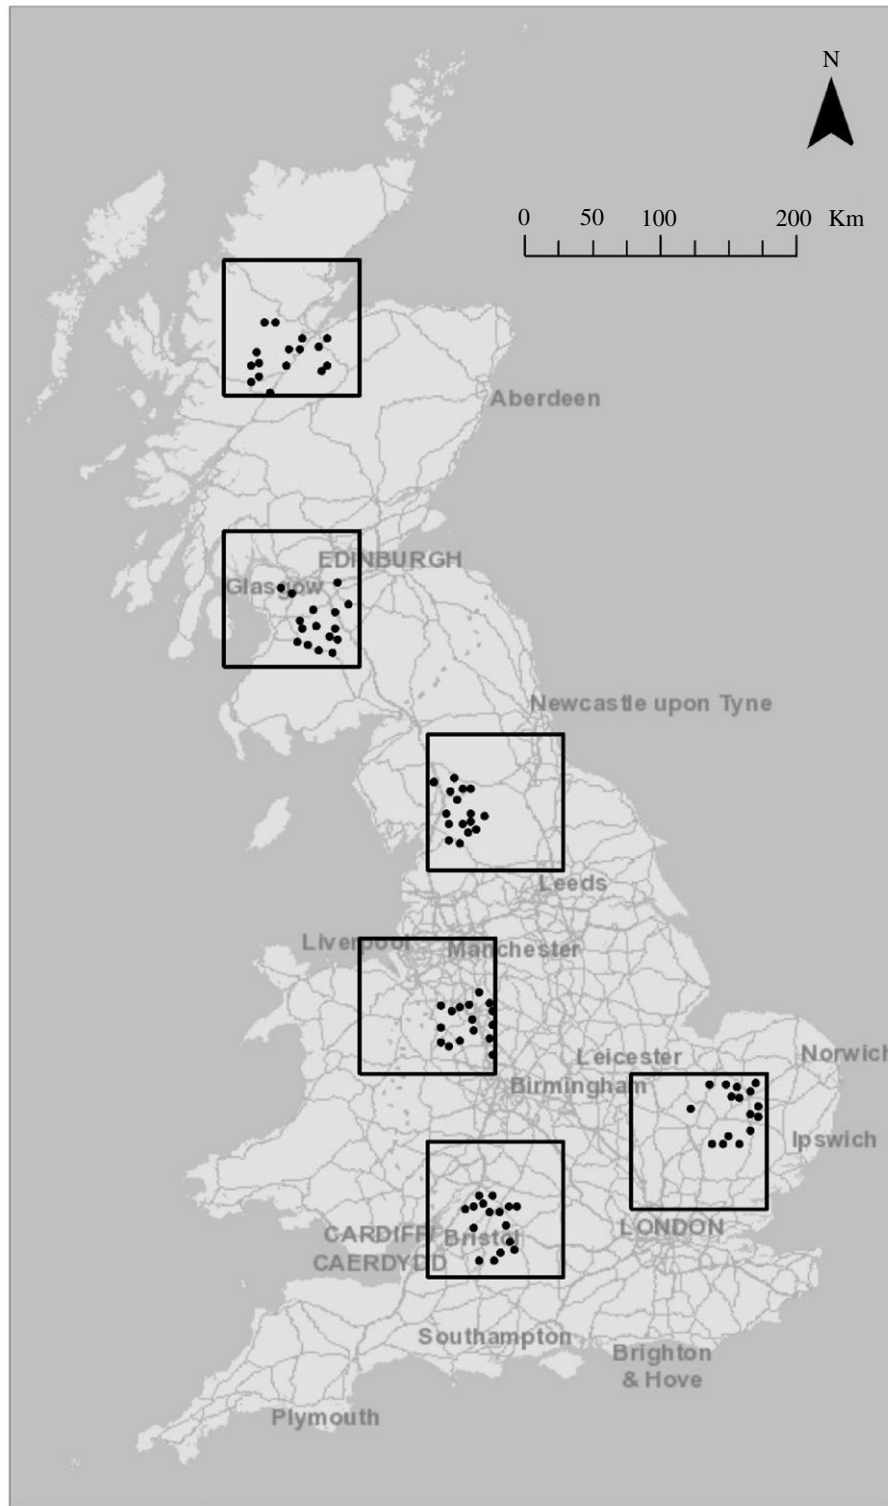 N
0 50 100 200 Km
Aberdeen
EDINBURGH
Glasgow
Newcastle upon Tyne
Leeds
Liverpool
Manchester
Leicester
Norwich
Birmingham
Ipswich
LONDON
CARDIFF/
CAERDYDD
Bristol
Southampton
Brighton
& Hove
Plymouth